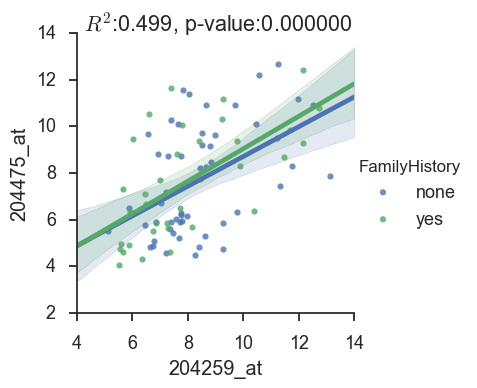 R²:0.499, p-value:0.000000
14
12
10
8
6
4
2
204475_at
4 6 8 10 12 14
204259_at
FamilyHistory
none
yes